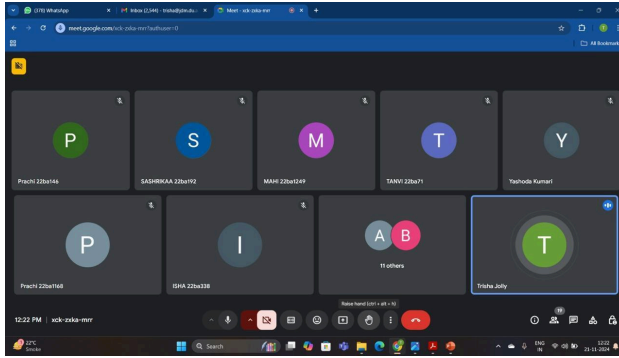 (378) WhatsApp
Inbox (2,544) - trisha@jdm.du.
Meet - xck-zxka-mrr
meet.google.com/xck-zxka-mrr?authuser=0
All Bookmarks
P
S
M
T
Y
Prachi 22ba146
SASHRIKAA 22ba192
MAHI 22ba1249
TANVI 22ba71
Yashoda Kumari
P
I
A B
T
11 others
Prachi 22ba1168
ISHA 22ba338
Trisha Jolly
Raise hand (ctrl + alt + h)
12:22 PM | xck-zxka-mrr
19
22°C
Smoke
Search
ENG
IN
12:22
21-11-2024